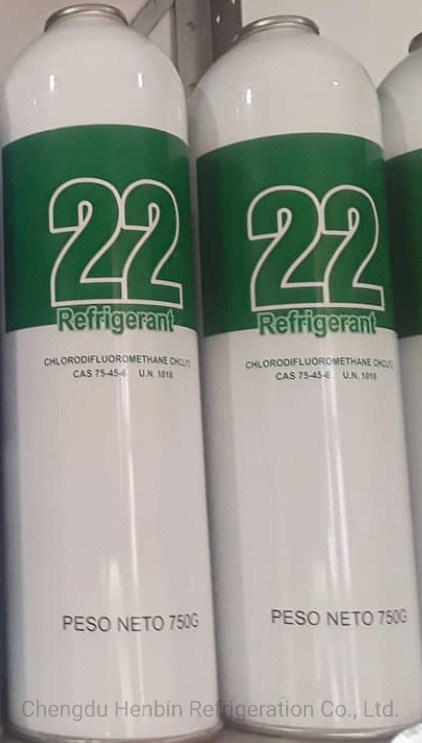 22
Refrigerant
CHLORODIFLUOROMETHANE CHCLF2
CAS 75-45-6 U.N. 1018
PESO NETO 750G
22
Refrigerant
CHLORODIFLUOROMETHANE CHCLF2
CAS 75-45-6 U.N. 1018
PESO NETO 750G
Chengdu Henbin Refrigeration Co., Ltd.